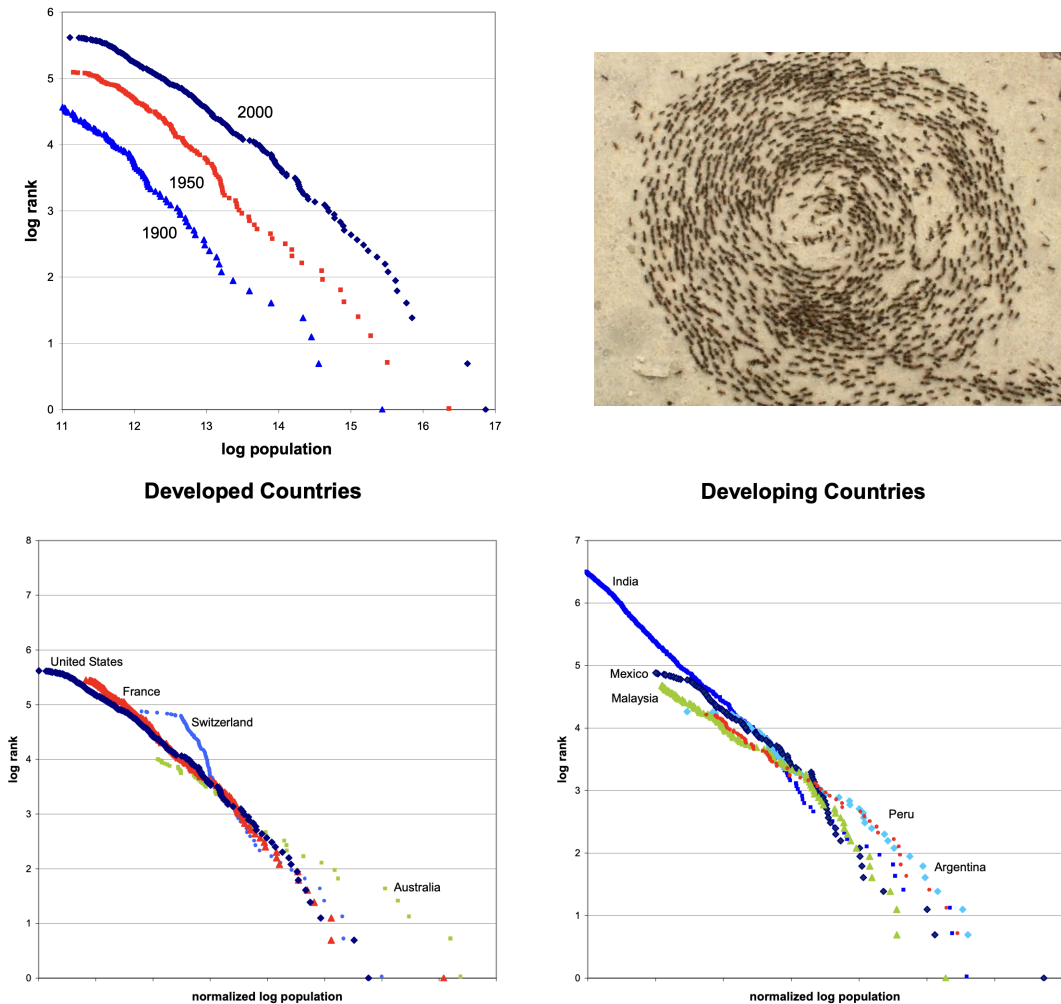 6
5
4
3
2
1
0
log rank
2000
1950
1900
11
12
13
14
15
16
17
log population
Developed Countries
8
7
6
5
4
3
2
1
0
log rank
United States
France
Switzerland
Australia
normalized log population
Developing Countries
7
6
5
4
3
2
1
0
log rank
India
Mexico
Malaysia
Peru
Argentina
normalized log population